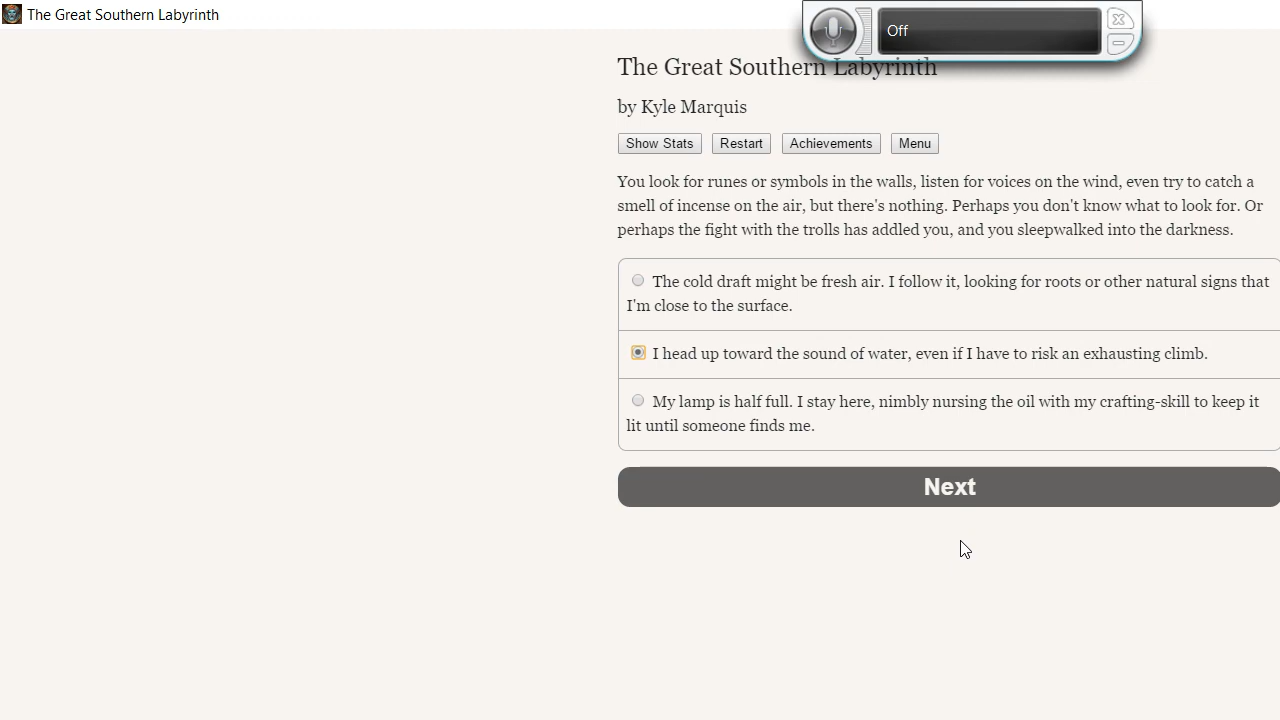 The Great Southern Labyrinth
Off
The Great Southern Labyrinth
by Kyle Marquis
Show Stats Restart Achievements Menu
You look for runes or symbols in the walls, listen for voices on the wind, even try to catch a
smell of incense on the air, but there's nothing. Perhaps you don't know what to look for. Or
perhaps the fight with the trolls has addled you, and you sleepwalked into the darkness.
The cold draft might be fresh air. I follow it, looking for roots or other natural signs that
I'm close to the surface.
I head up toward the sound of water, even if I have to risk an exhausting climb.
My lamp is half full. I stay here, nimbly nursing the oil with my crafting-skill to keep it
lit until someone finds me.
Next